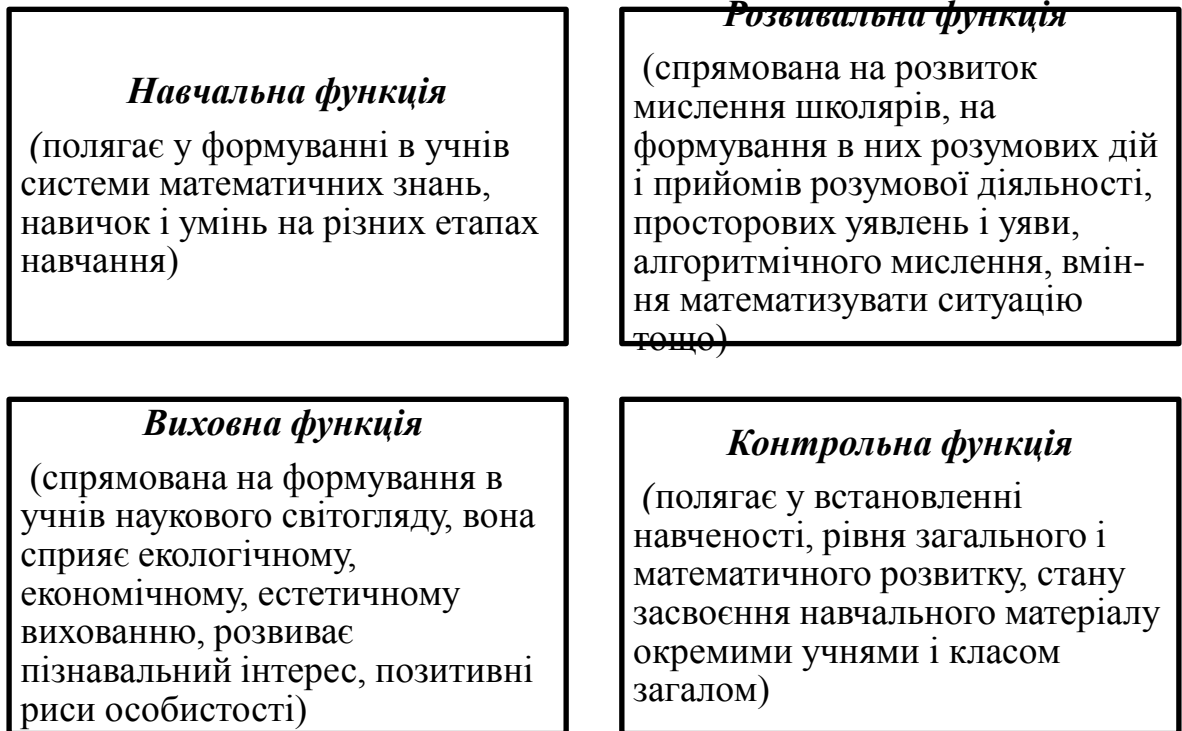 Навчальна функція
(полягає у формуванні в учнів
системи математичних знань,
навичок і умінь на різних етапах
навчання)
Розвивальна функція
(спрямована на розвиток
мислення школярів, на
формування в них розумових дій
і прийомів розумової діяльності,
просторових уявлень і уяви,
алгоритмічного мислення, вмін-
ня математизувати ситуацію
тощо)
Виховна функція
(спрямована на формування в
учнів наукового світогляду, вона
сприяє екологічному,
економічному, естетичному
вихованню, розвиває
пізнавальний інтерес, позитивні
риси особистості)
Контрольна функція
(полягає у встановленні
навченості, рівня загального і
математичного розвитку, стану
засвоєння навчального матеріалу
окремими учнями і класом
загалом)